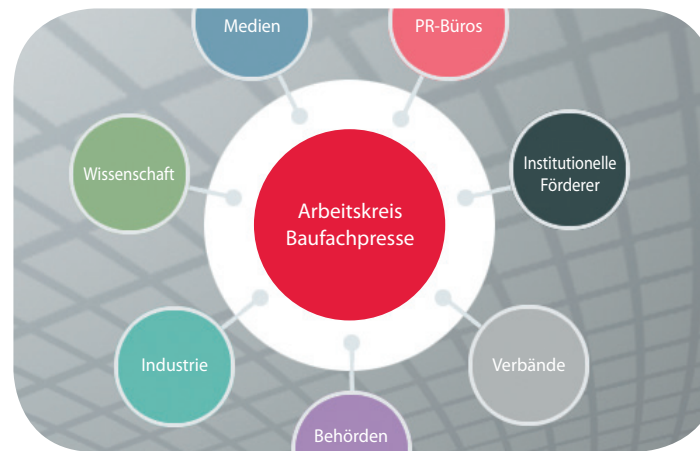 Medien
PR-Büros
Wissenschaft
Institutionelle
Förderer
Arbeitskreis
Baufachpresse
Industrie
Verbände
Behörden